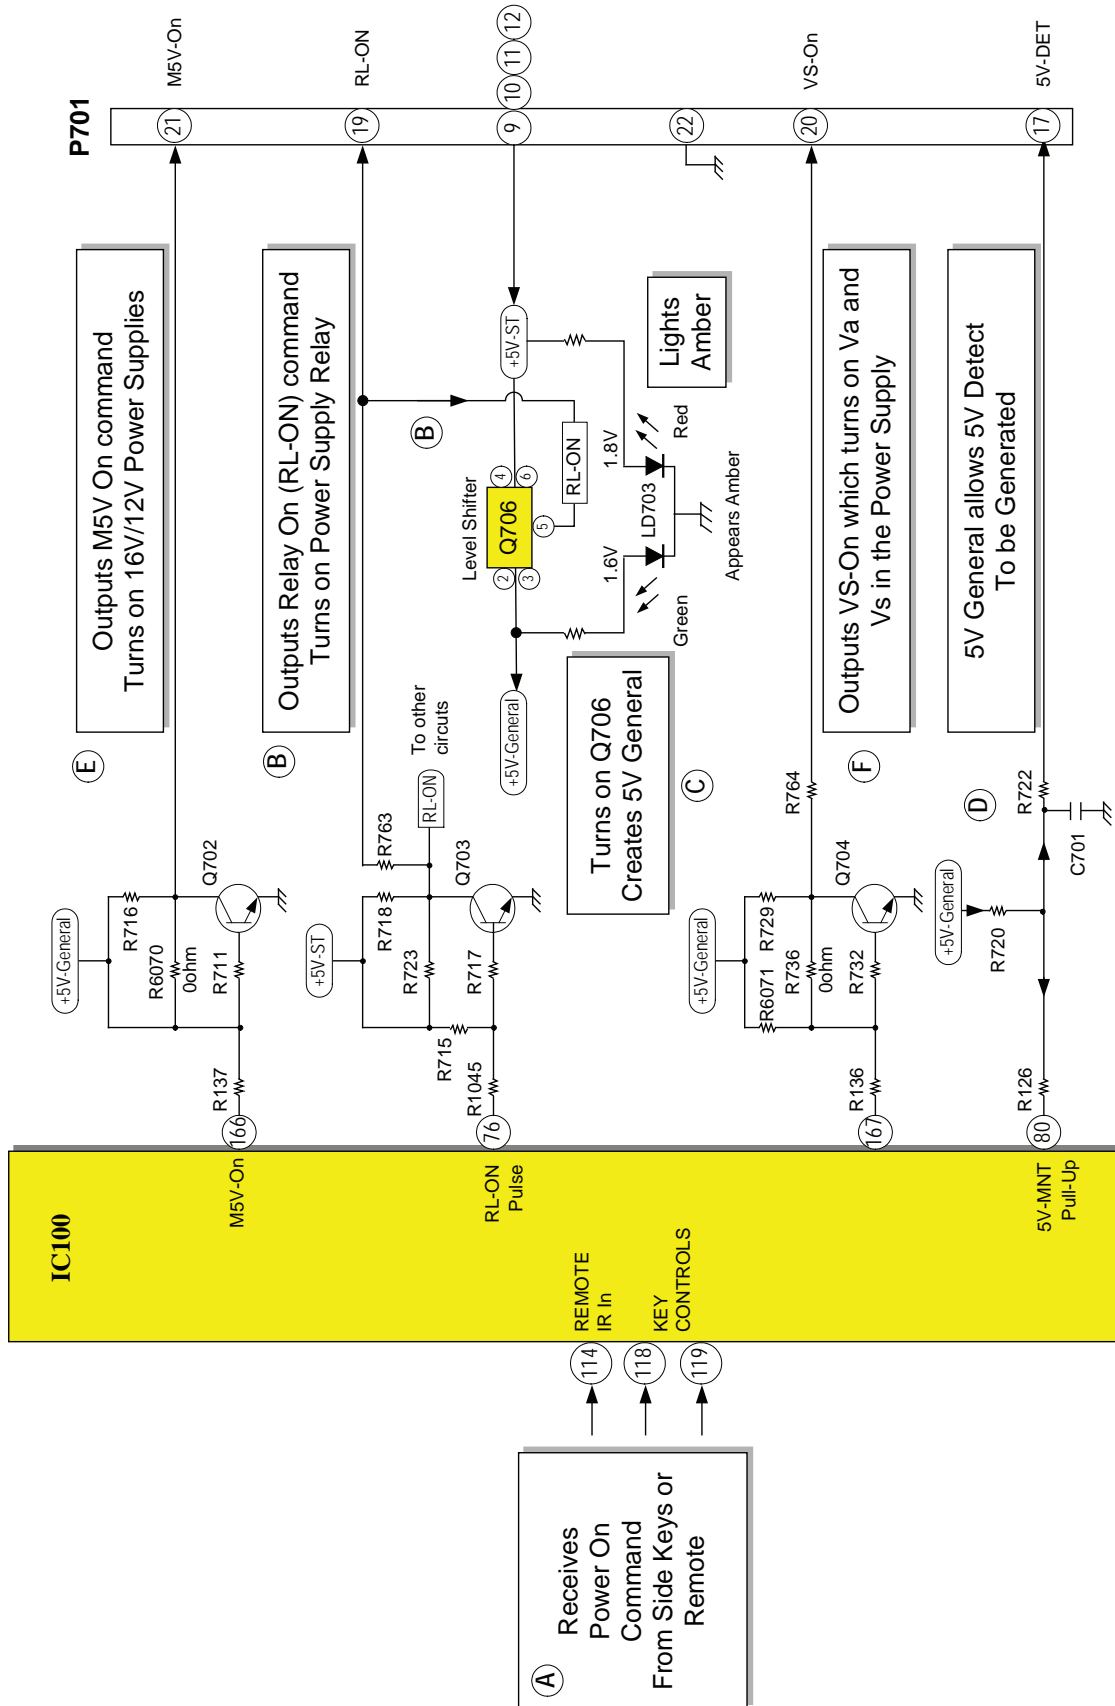 IC100
P701
A
Receives
Power On
Command
From Side Keys or
Remote
114
REMOTE
IR In
118
KEY
CONTROLS
119
M5V-On
166
R137
+5V-General
R716
R6070
0ohm
R711
Q702
E
Outputs M5V On command
Turns on 16V/12V Power Supplies
21
M5V-On
RL-ON
Pulse
76
R1045
R715
+5V-ST
R718
R723
R717
Q703
R763
RL-ON
To other
circuts
B
Outputs Relay On (RL-ON) command
Turns on Power Supply Relay
19
RL-ON
B
+5V-General
Level Shifter
Q706
2
3
4
6
5
RL-ON
+5V-ST
9
10
11
12
1.6V
1.8V
LD703
Green
Red
Appears Amber
Lights
Amber
C
Turns on Q706
Creates 5V General
22
167
R136
+5V-General
R6071
R729
R736
0ohm
R732
Q704
R764
F
Outputs VS-On which turns on Va and
Vs in the Power Supply
20
VS-On
5V-MNT
Pull-Up
80
R126
+5V-General
R720
D
R722
C701
5V General allows 5V Detect
To be Generated
17
5V-DET